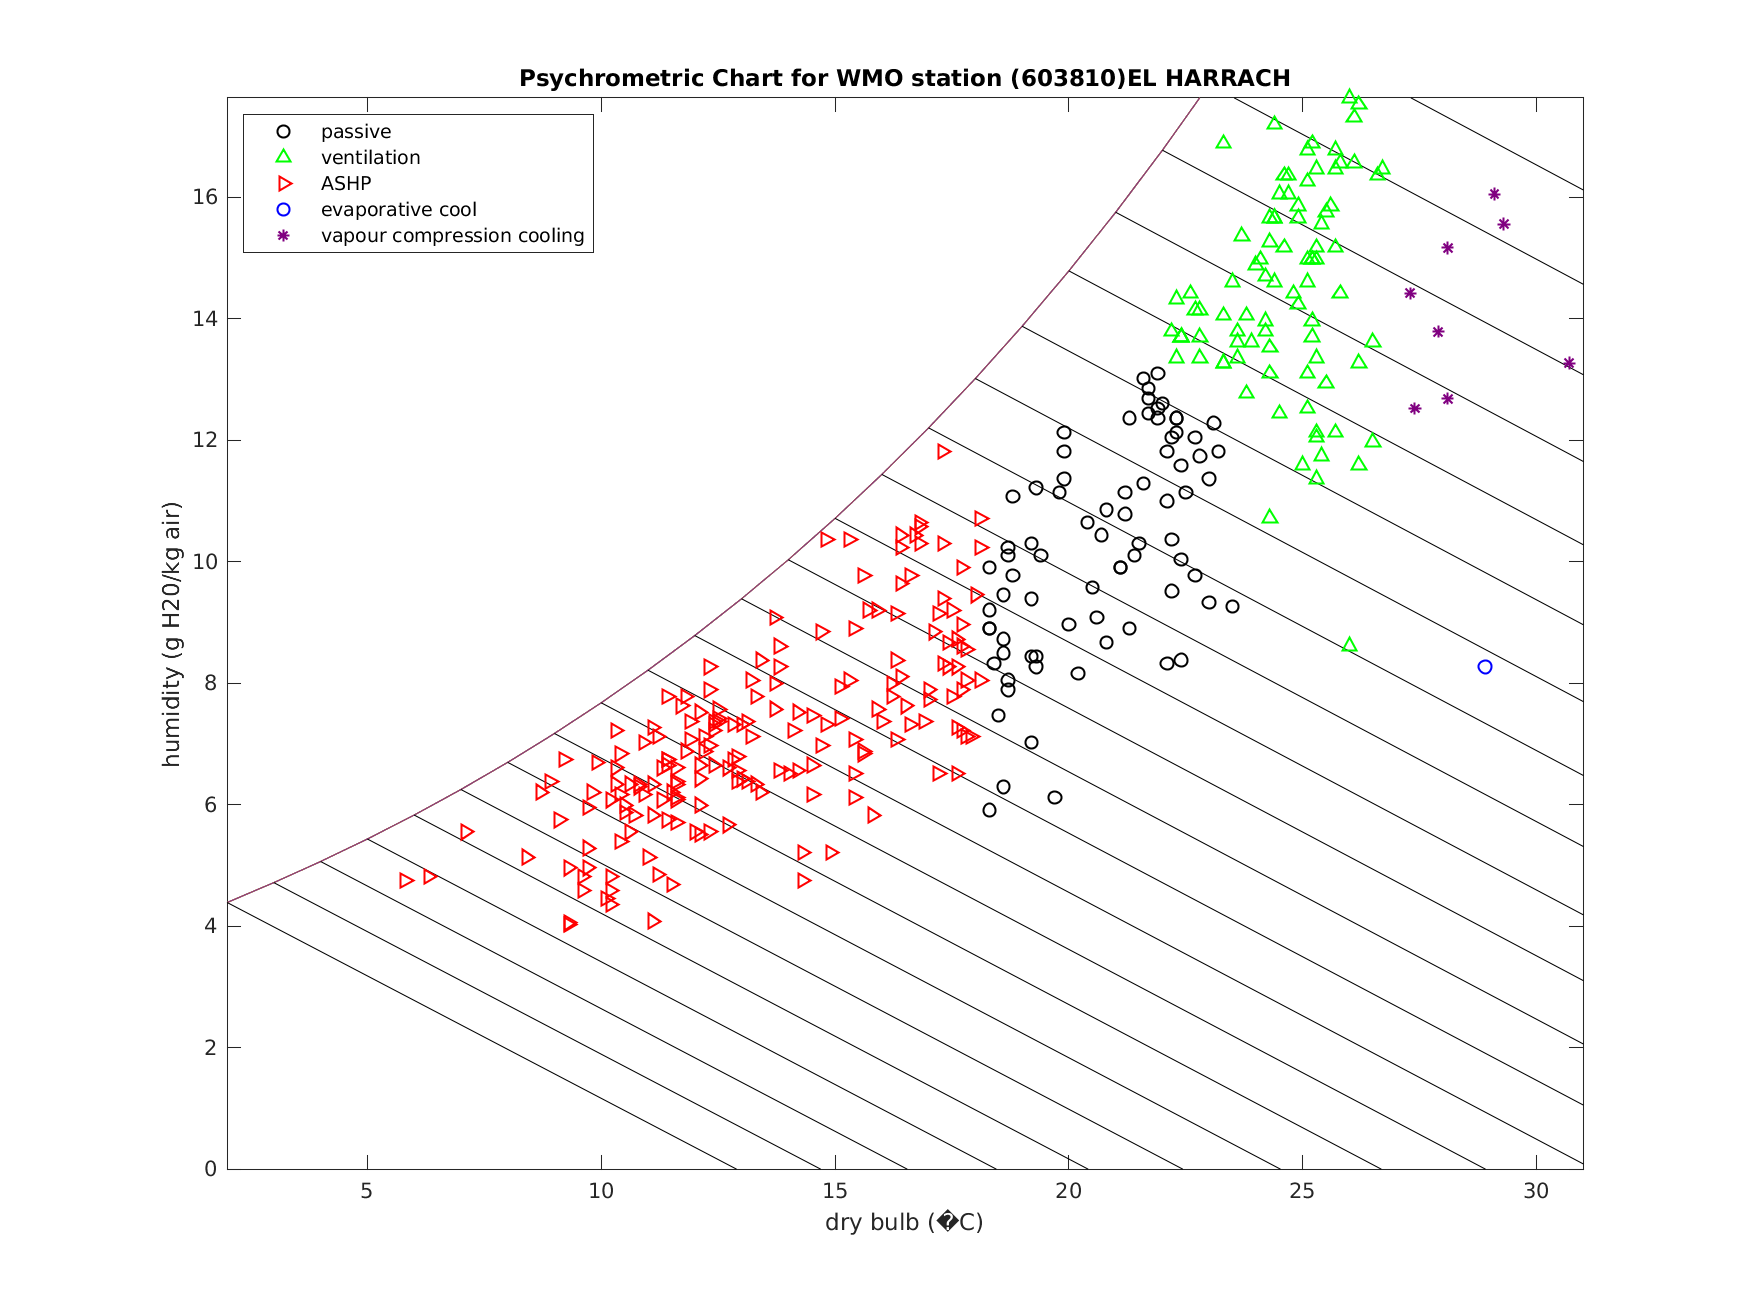 Psychrometric Chart for WMO station (603810)EL HARRACH
passive
ventilation
ASHP
evaporative cool
vapour compression cooling
humidity (g H20/kg air)
16
14
12
10
8
6
4
2
0
5 10 15 20 25 30
dry bulb (�C)